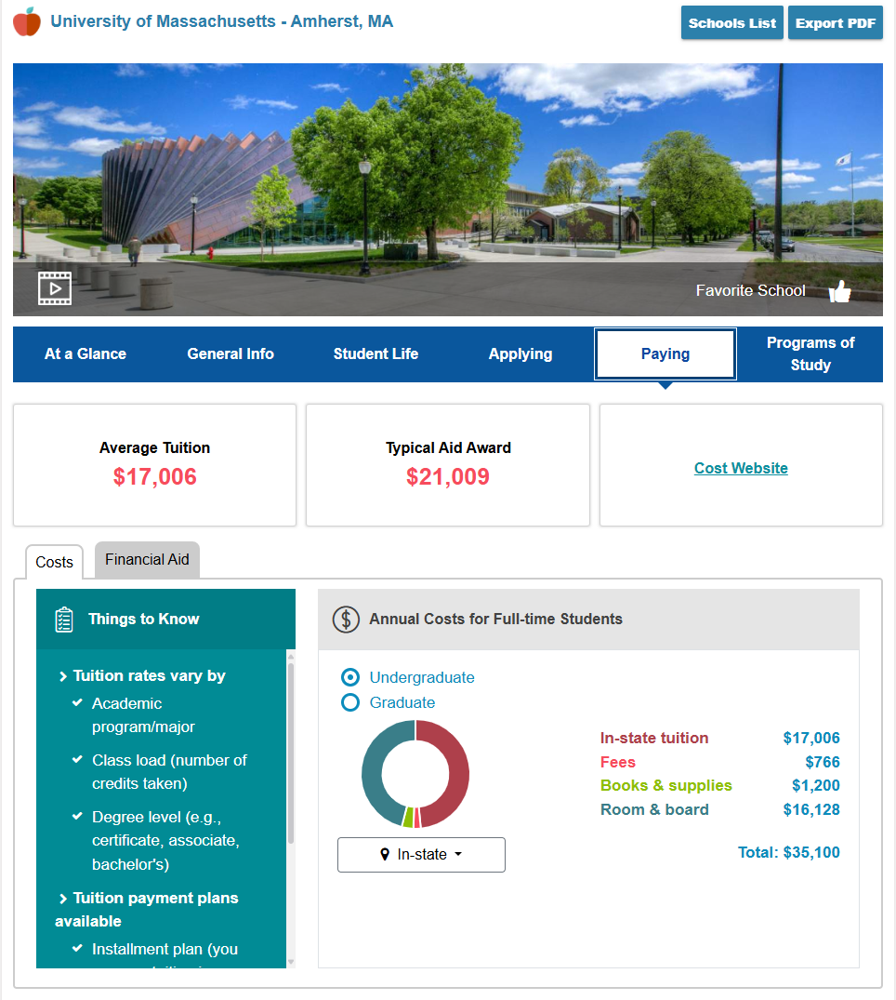 University of Massachusetts - Amherst, MA
Schools List
Export PDF
Favorite School
At a Glance
General Info
Student Life
Applying
Paying
Programs of
Study
Average Tuition
$17,006
Typical Aid Award
$21,009
Cost Website
Costs
Financial Aid
Things to Know
Tuition rates vary by
Academic
program/major
Class load (number of
credits taken)
Degree level (e.g.,
certificate, associate,
bachelor's)
Tuition payment plans
available
Installment plan (you
Annual Costs for Full-time Students
Undergraduate
Graduate
In-state tuition $17,006
Fees $766
Books & supplies $1,200
Room & board $16,128
In-state
Total: $35,100